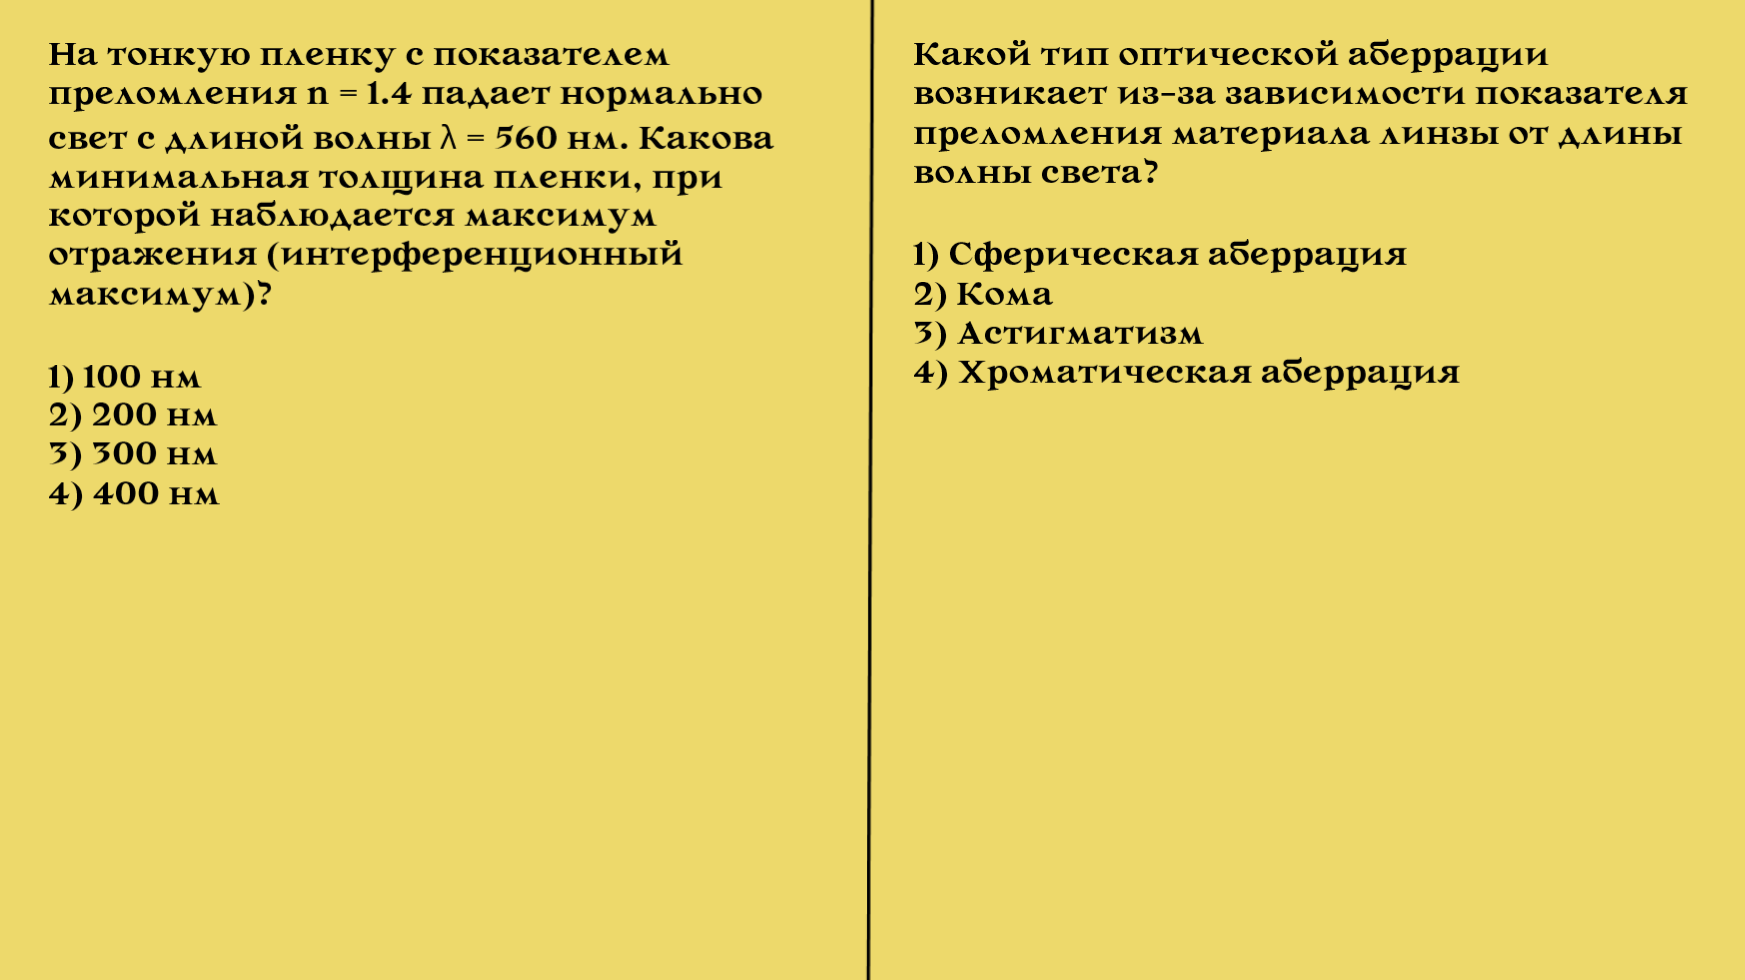 На тонкую пленку с показателем
преломления n = 1.4 падает нормально
свет с длиной волны λ = 560 нм. Какова
минимальная толщина пленки, при
которой наблюдается максимум
отражения (интерференционный
максимум)?
1) 100 нм
2) 200 нм
3) 300 нм
4) 400 нм
Какой тип оптической аберрации
возникает из-за зависимости показателя
преломления материала линзы от длины
волны света?
1) Сферическая аберрация
2) Кома
3) Астигматизм
4) Хроматическая аберрация